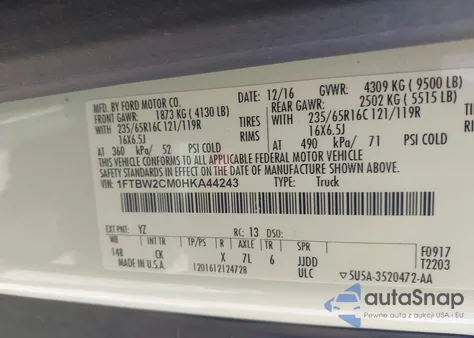 MFD. BY FORD MOTOR CO.
12/16 GVWR: 4309 KG ( 9500 LB)
FRONT GAWR: 1873 KG ( 4130 LB) REAR GAWR: 2502 KG ( 5515 LB)
WITH 235/65R16C 121/119R TIRES WITH 235/65R16C 121/119R TIRES
16X6.5J RIMS 16X6.5J RIMS
AT 360 kPa/ 52 PSI COLD AT 490 kPa/ 71 PSI COLD
THIS VEHICLE CONFORMS TO ALL APPLICABLE FEDERAL MOTOR VEHICLE
SAFETY STANDARDS IN EFFECT ON THE DATE OF MANUFACTURE SHOWN ABOVE.
VIN: 1FTBW2CM0HKA44243 TYPE: Truck
EXT PNT: YZ RC: 13 DSO:
WB INT TR TP/PS R AXLE TR SPR F0917
148 CK X 7L 6 JJDD T2203
MADE IN U.S.A. 1201612124728 ULC 5U5A-3520472-AA
autoSnap
Pewne auta z aukcji USA i EU